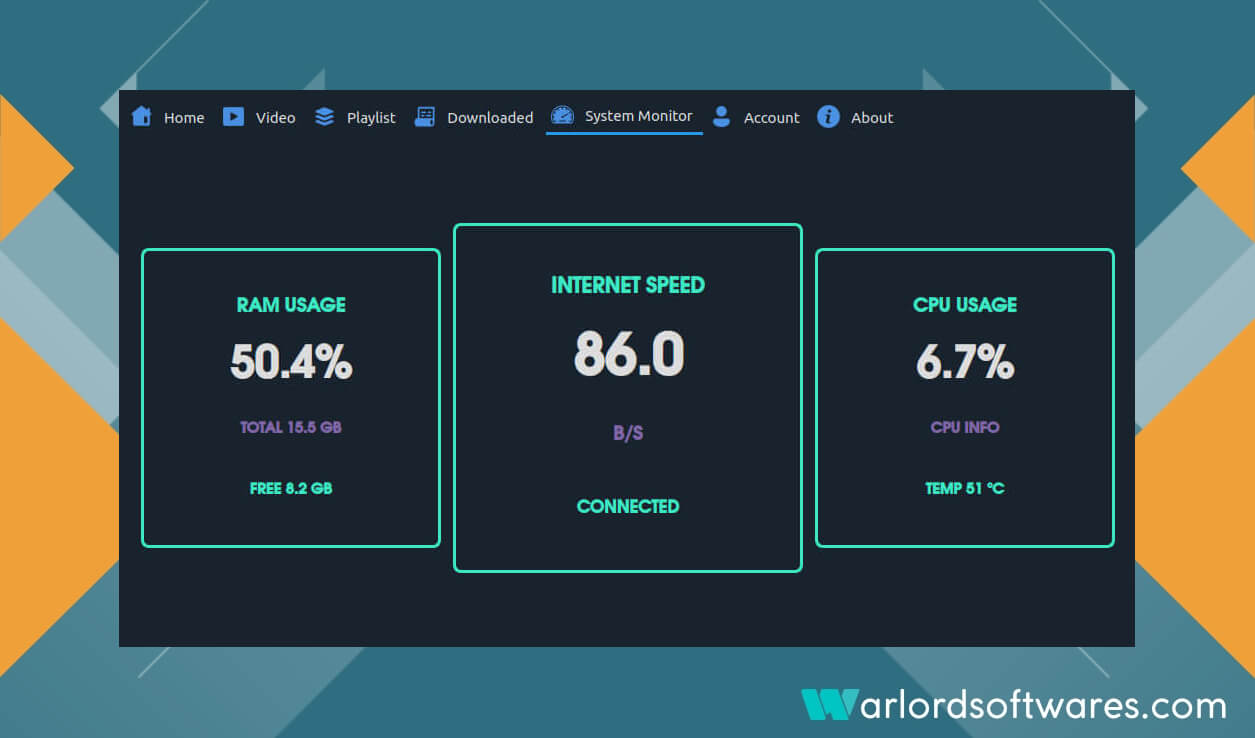 Home Video Playlist Downloaded System Monitor Account About
RAM USAGE
50.4%
TOTAL 15.5 GB
FREE 8.2 GB
INTERNET SPEED
86.0
B/S
CONNECTED
CPU USAGE
6.7%
CPU INFO
TEMP 51 °C
Warlordsoftwares.com